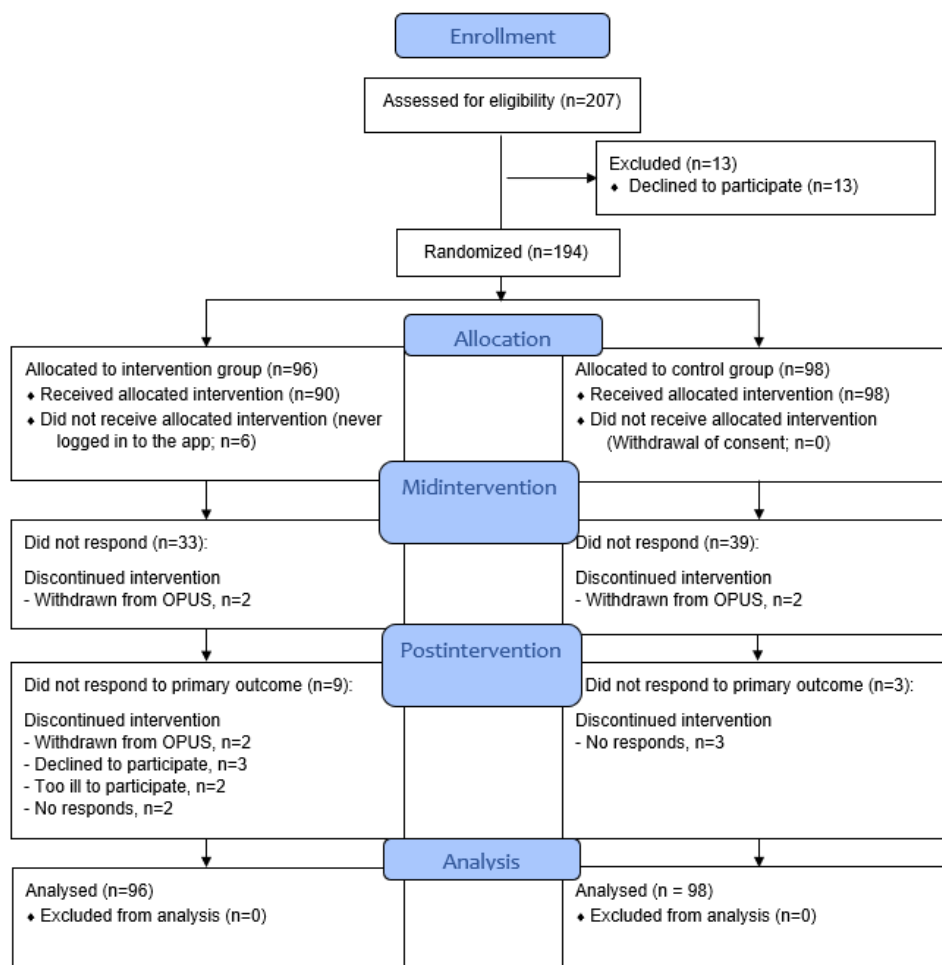 Enrollment
Assessed for eligibility (n=207)
Excluded (n=13)
♦ Declined to participate (n=13)
Randomized (n=194)
Allocation
Allocated to intervention group (n=96)
♦ Received allocated intervention (n=90)
♦ Did not receive allocated intervention (never
logged in to the app; n=6)
Allocated to control group (n=98)
♦ Received allocated intervention (n=98)
♦ Did not receive allocated intervention
(Withdrawal of consent; n=0)
Midintervention
Did not respond (n=33):
Discontinued intervention
- Withdrawn from OPUS, n=2
Did not respond (n=39):
Discontinued intervention
- Withdrawn from OPUS, n=2
Postintervention
Did not respond to primary outcome (n=9):
Discontinued intervention
- Withdrawn from OPUS, n=2
- Declined to participate, n=3
- Too ill to participate, n=2
- No responds, n=2
Did not respond to primary outcome (n=3):
Discontinued intervention
- No responds, n=3
Analysis
Analysed (n=96)
♦ Excluded from analysis (n=0)
Analysed (n = 98)
♦ Excluded from analysis (n=0)